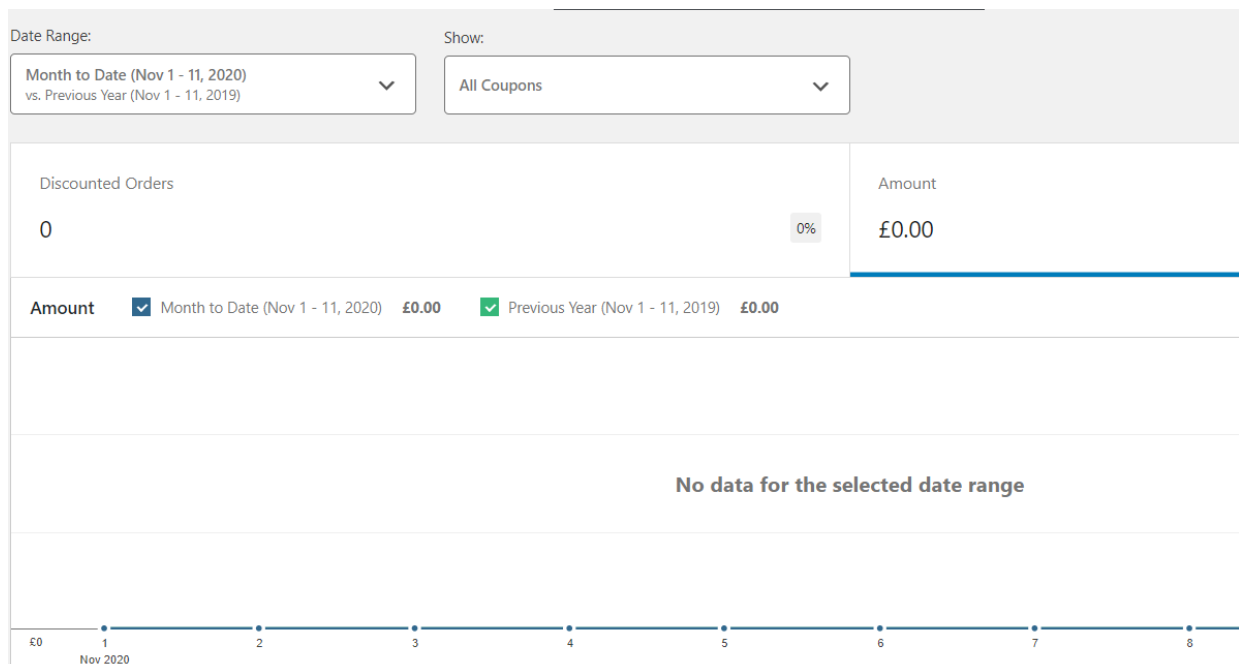 Date Range:
Show:
Month to Date (Nov 1 - 11, 2020)
vs. Previous Year (Nov 1 - 11, 2019)
All Coupons
Discounted Orders
Amount
0
0%
£0.00
Amount
Month to Date (Nov 1 - 11, 2020)
£0.00
Previous Year (Nov 1 - 11, 2019)
£0.00
No data for the selected date range
£0
1
2
3
4
5
6
7
8
Nov 2020